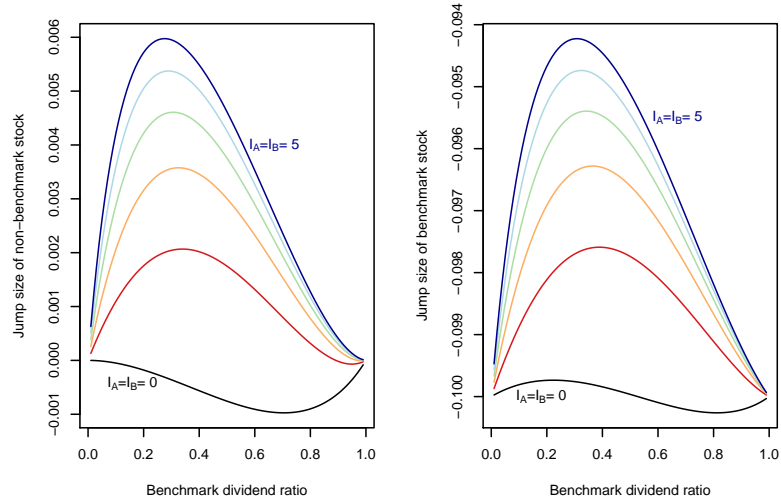 Jump size of non−benchmark stock
0.006
0.005
0.004
0.003
0.002
0.001
0.000
−0.001
I_A=I_B= 5
I_A=I_B= 0
0.0 0.2 0.4 0.6 0.8 1.0
Benchmark dividend ratio
Jump size of benchmark stock
−0.094
−0.095
−0.096
−0.097
−0.098
−0.099
−0.100
I_A=I_B= 5
I_A=I_B= 0
0.0 0.2 0.4 0.6 0.8 1.0
Benchmark dividend ratio